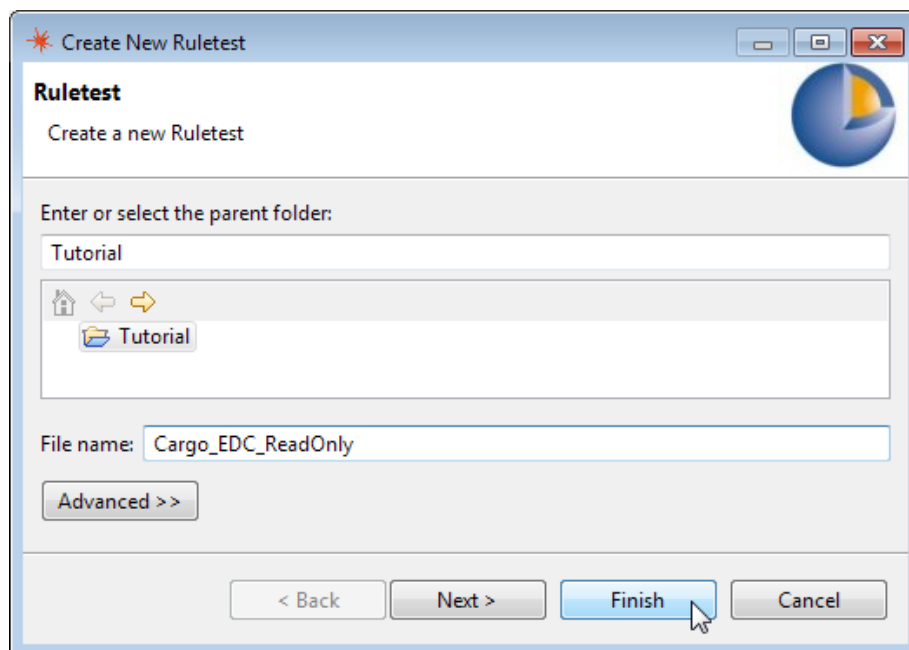 Create New Ruletest
Ruletest
Create a new Ruletest
Enter or select the parent folder:
Tutorial
Tutorial
File name: Cargo_EDC_ReadOnly
Advanced >>
< Back Next > Finish Cancel